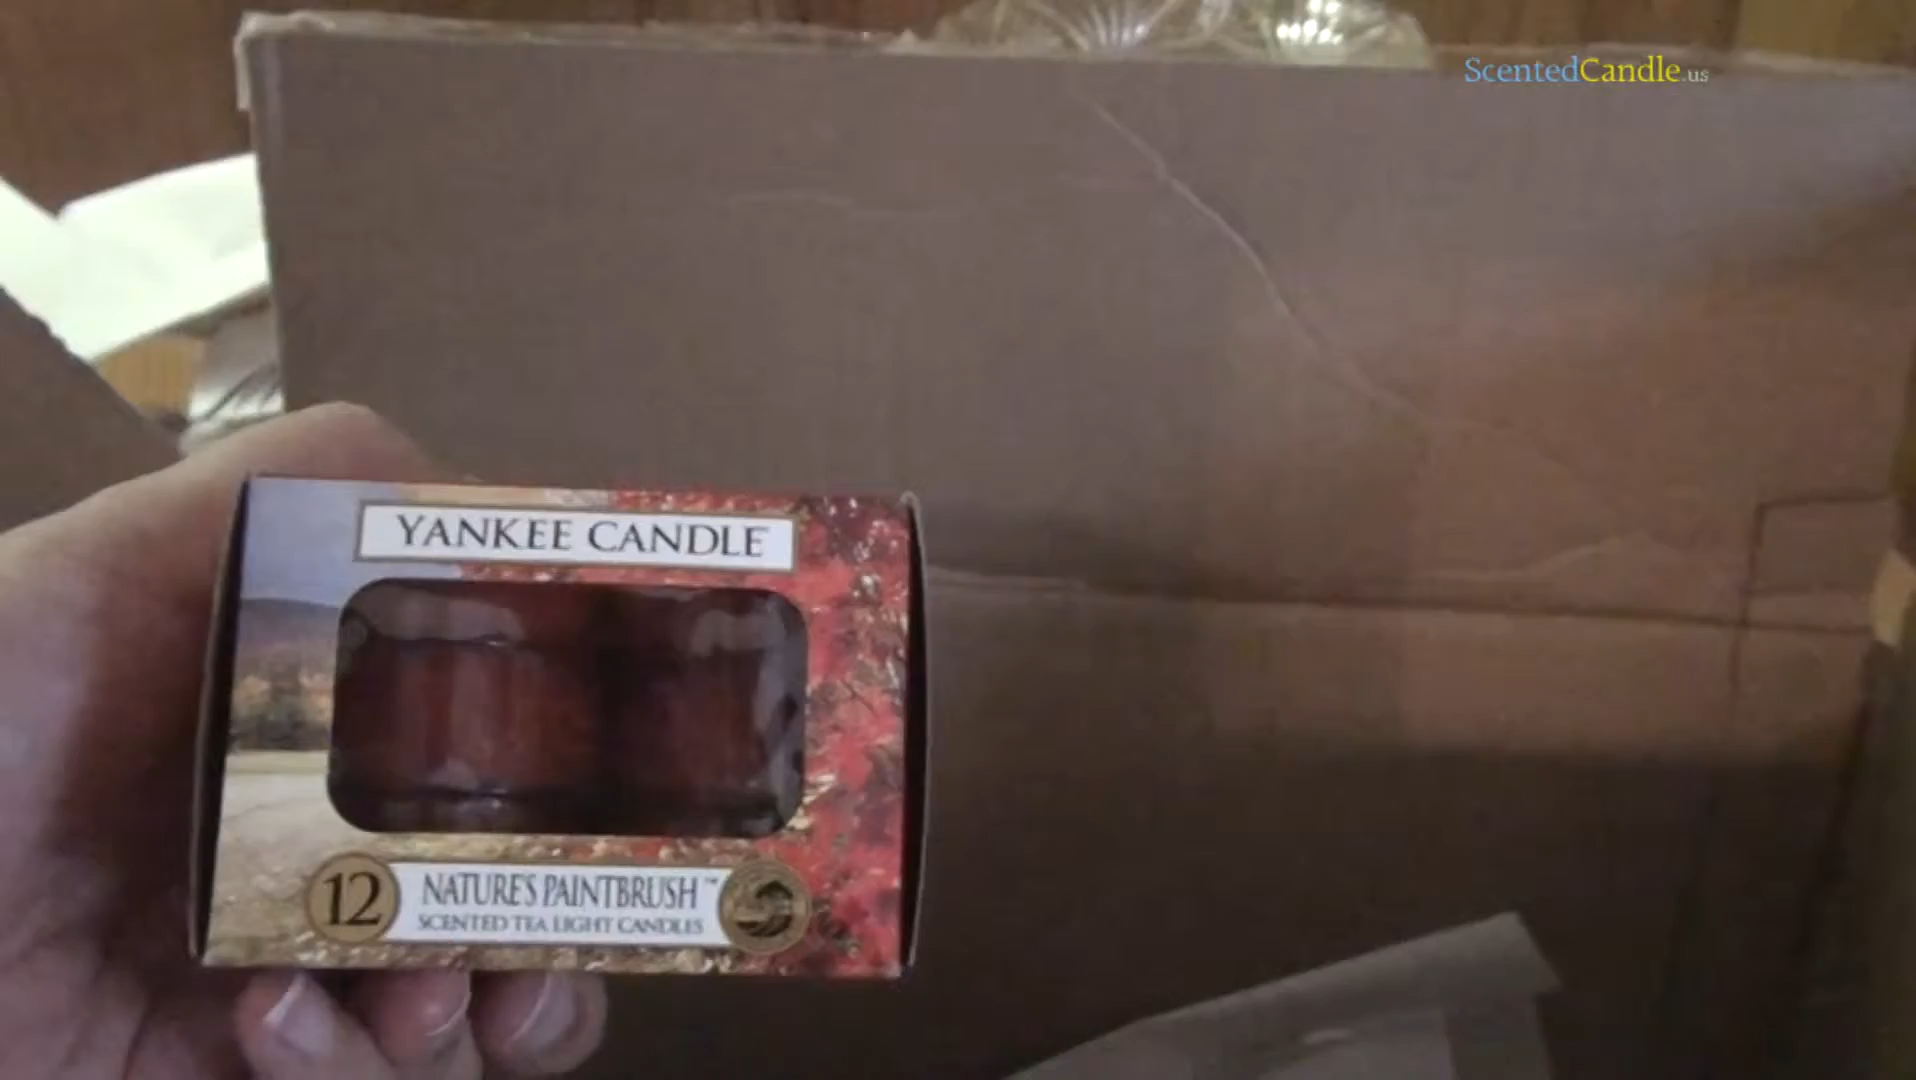 ScentedCandle.us
YANKEE CANDLE
12
NATURE'S PAINTBRUSH™
SCENTED TEA LIGHT CANDLES